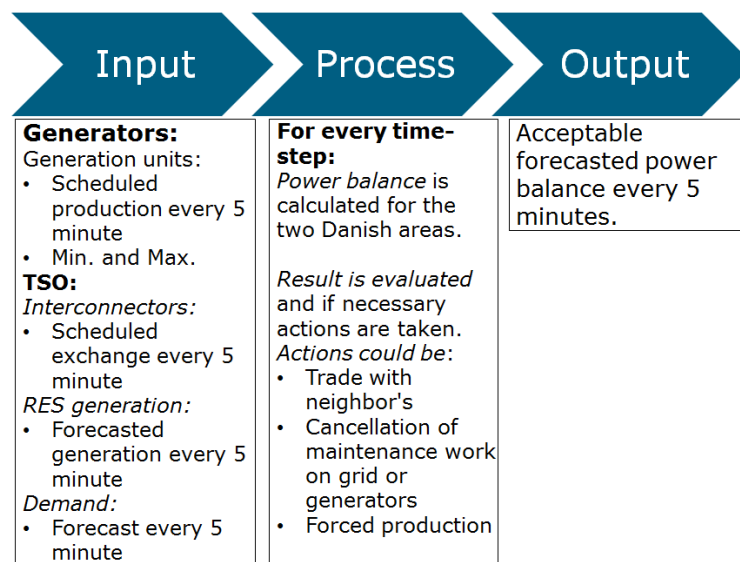 Input
Process
Output
Generators:
Generation units:
• Scheduled
production every 5
minute
• Min. and Max.
TSO:
Interconnectors:
• Scheduled
exchange every 5
minute
RES generation:
• Forecasted
generation every 5
minute
Demand:
• Forecast every 5
minute
For every time-
step:
Power balance is
calculated for the
two Danish areas.
Result is evaluated
and if necessary
actions are taken.
Actions could be:
• Trade with
neighbor's
• Cancellation of
maintenance work
on grid or
generators
• Forced production
Acceptable
forecasted power
balance every 5
minutes.